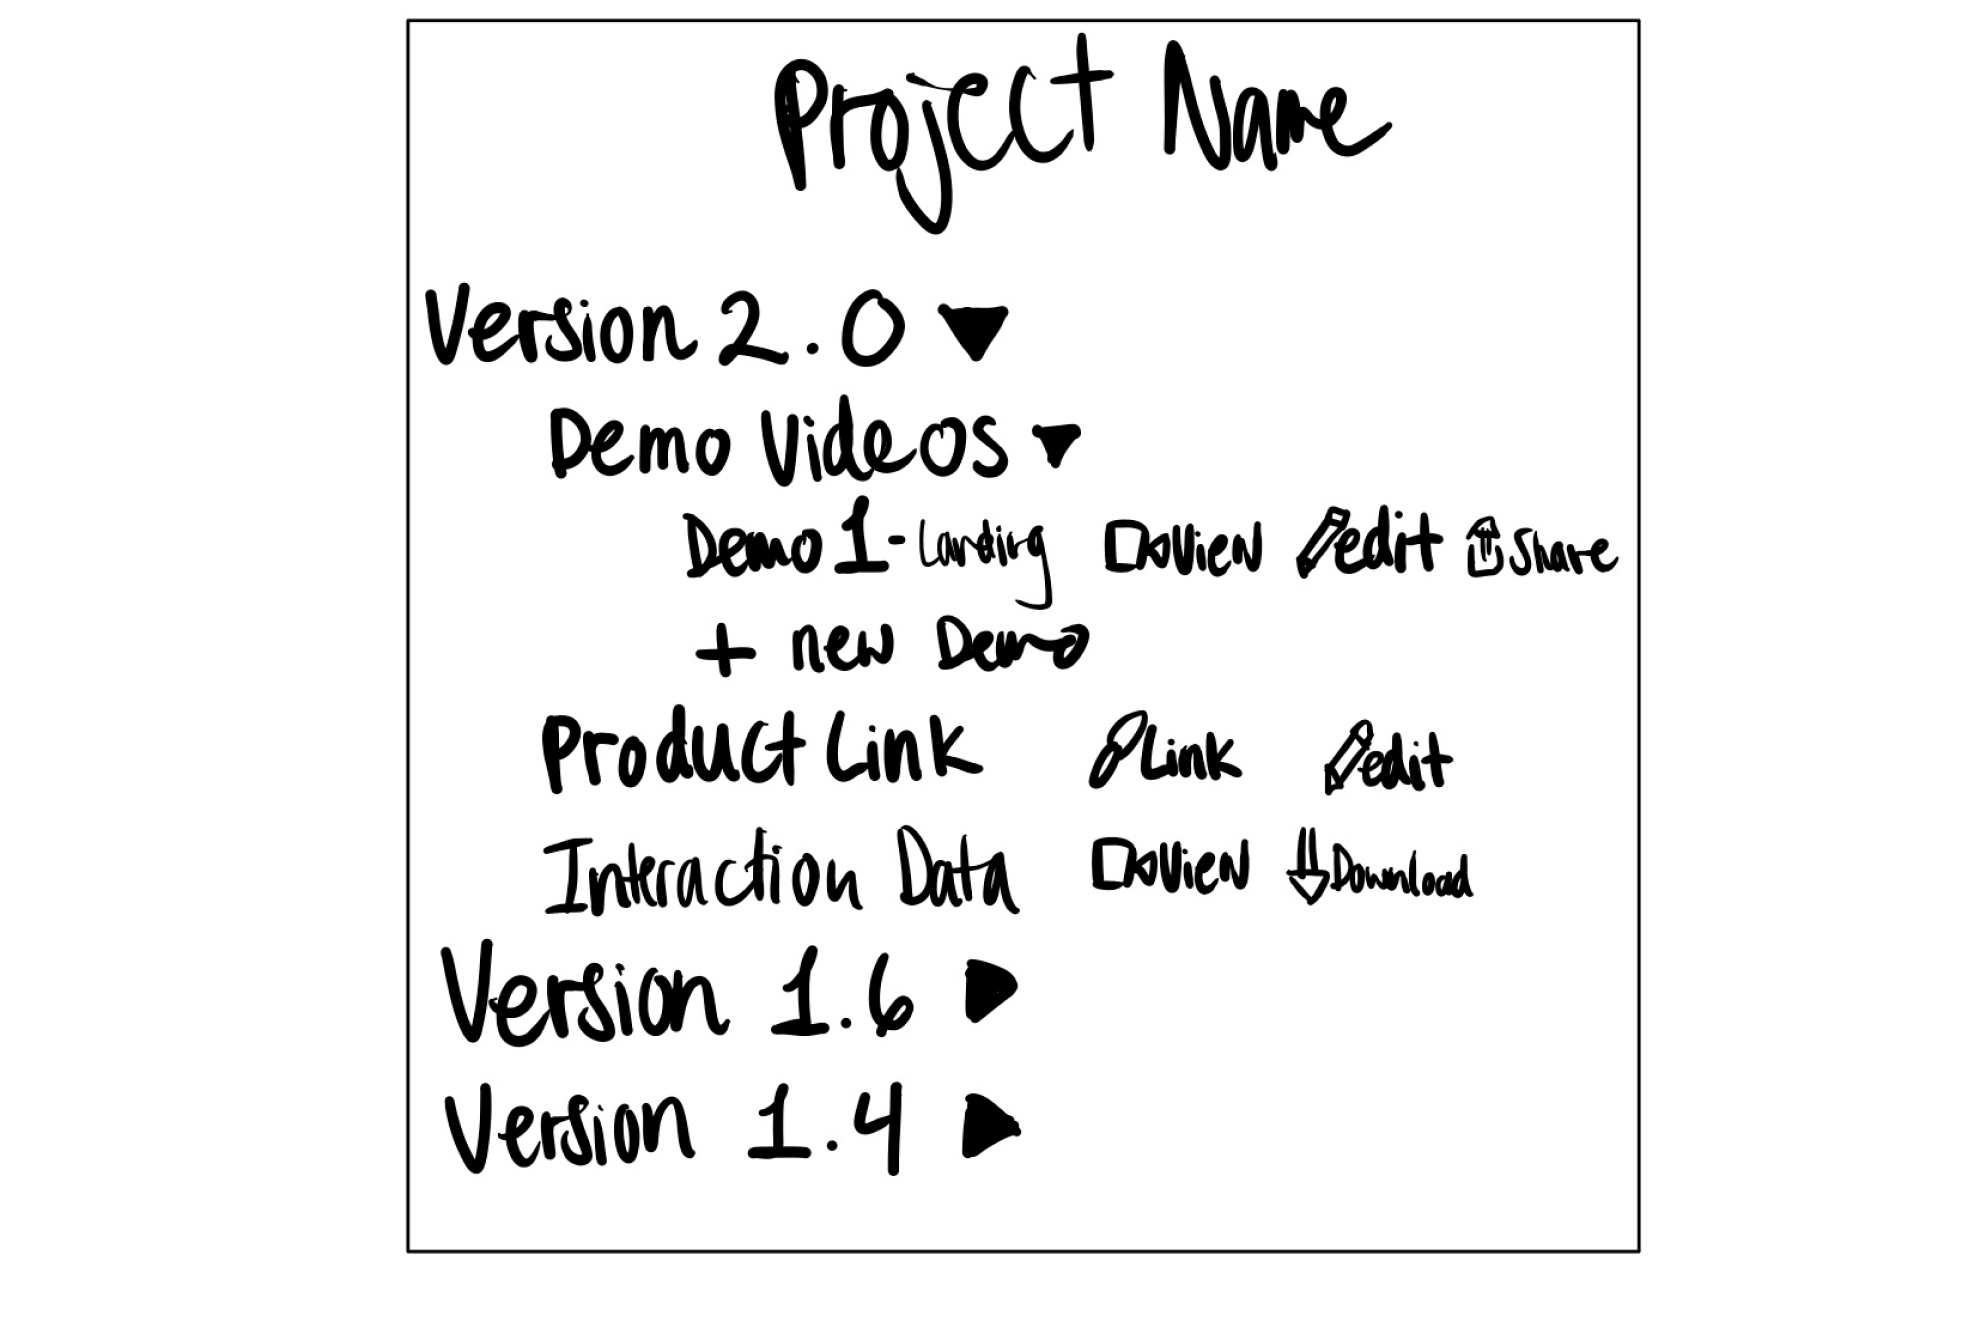 Project Name
Version 2.0
Demo Videos
Demo 1 - Landing View edit Share
+ new Demo
Product Link Link edit
Interaction Data View Download
Version 1.6
Version 1.4